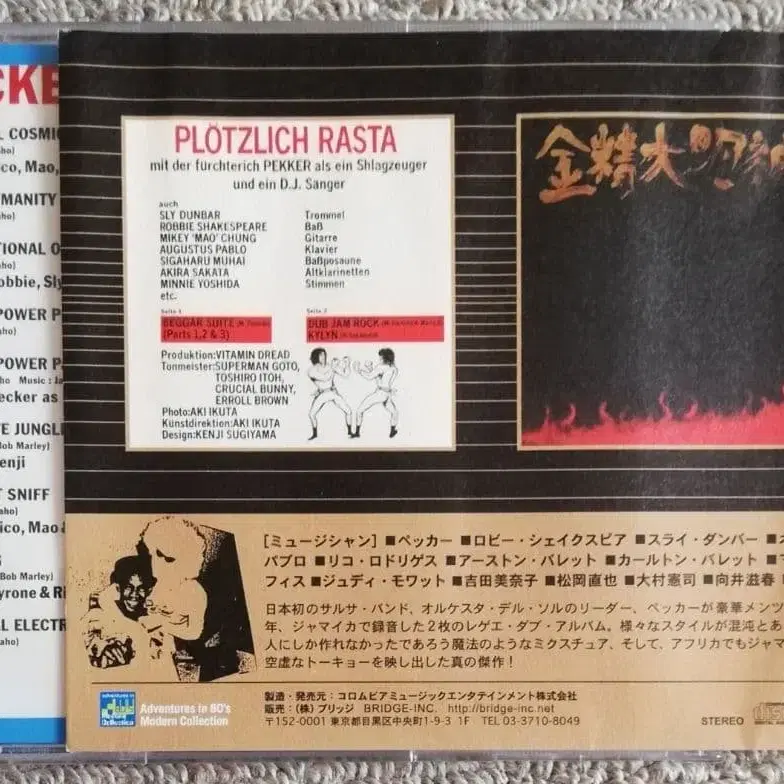 CKE
L COSMI
aho)
co, Mao,
MANITY
aho)
TIONAL O
aho)
obbie, Sly
POWER P
aho)
POWER P
ho Music : Ja
ecker as
E JUNGL
Bob Marley)
enji
T SNIFF
aho)
ico, Mao &
Bob Marley)
yrone & Ri
AL ELECTR
aho)
PLÖTZLICH RASTA
mit der fürchterich PEKKER als ein Shlagzeuger
und ein D.J. Sänger
auch
SLY DUNBAR Trommel
ROBBIE SHAKESPEARE Baß
MIKEY 'MAO' CHUNG Gitarre
AUGUSTUS PABLO Klavier
SIGAHARU MUHAI Baßposaune
AKIRA SAKATA Altklarinetten
MINNIE YOSHIDA Stimmen
etc.
Seite 1 Seite 2
BEGGAR SUITE DUB JAM ROCK
(Parts 1,2 & 3) KYLYN
Produktion:VITAMIN DREAD
Tonmeister:SUPERMAN GOTO,
TOSHIRO ITOH,
CRUCIAL BUNNY,
ERROLL BROWN
Photo:AKI IKUTA
Künstdirektion:AKI IKUTA
Design:KENJI SUGIYAMA
金精大
[ミュージシャン] ■ペッカー ■ロビー・シェイクスピア ■スライ・ダンバー ■オ
パブロ ■リコ・ロドリゲス ■アーストン・バレット ■カールトン・バレット ■
フィス ■ジュディ・モワット ■吉田美奈子 ■松岡直也 ■大村憲司 ■向井滋春
日本初のサルサ・バンド、オルケスタ・デル・ソルのリーダー、ペッカーが豪華メンツ
年、ジャマイカで録音した2枚のレゲエ・ダブ・アルバム。様々なスタイルが混沌とあ
人にしか作れなかったであろう魔法のようなミクスチュア、そして、アフリカでもジャマ
空虚なトーキョーを映し出した真の傑作!
adventures in
80's
Adventures in 80's
Modern Collection
製造・発売元:コロムビアミュージックエンタテインメント株式会社
販売:(株)ブリッジ BRIDGE-INC. http://bridge-inc.net
〒152-0001 東京都目黒区中央町1-9-3 1F TEL 03-3710-8049
STEREO